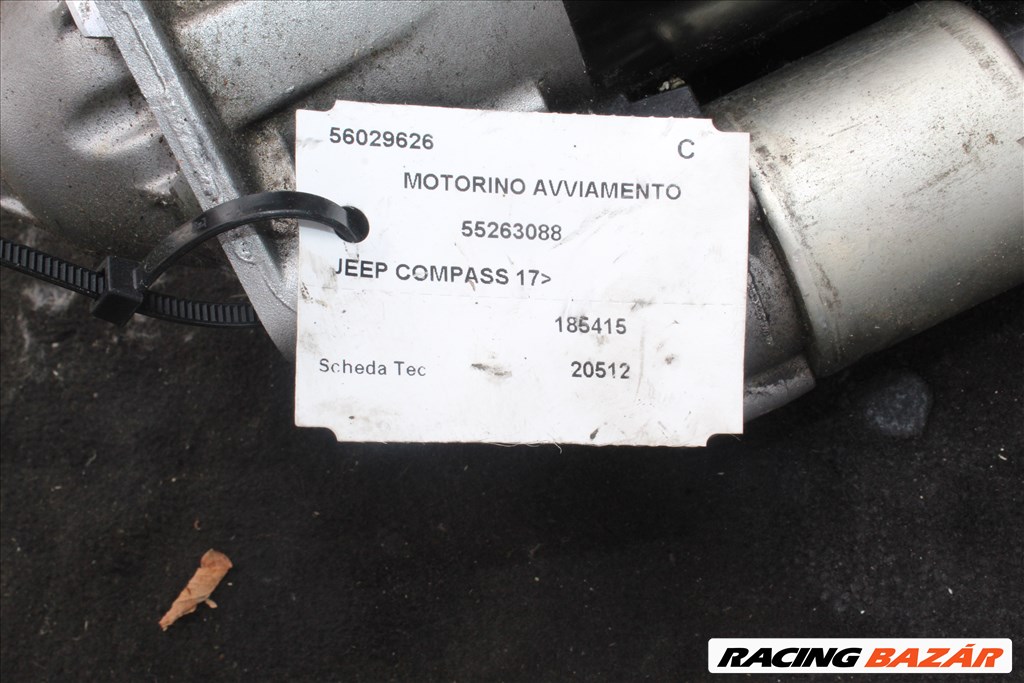 56029626 C
MOTORINO AVVIAMENTO
55263088
JEEP COMPASS 17>
185415
Scheda Tec 20512
RACING BAZÁR